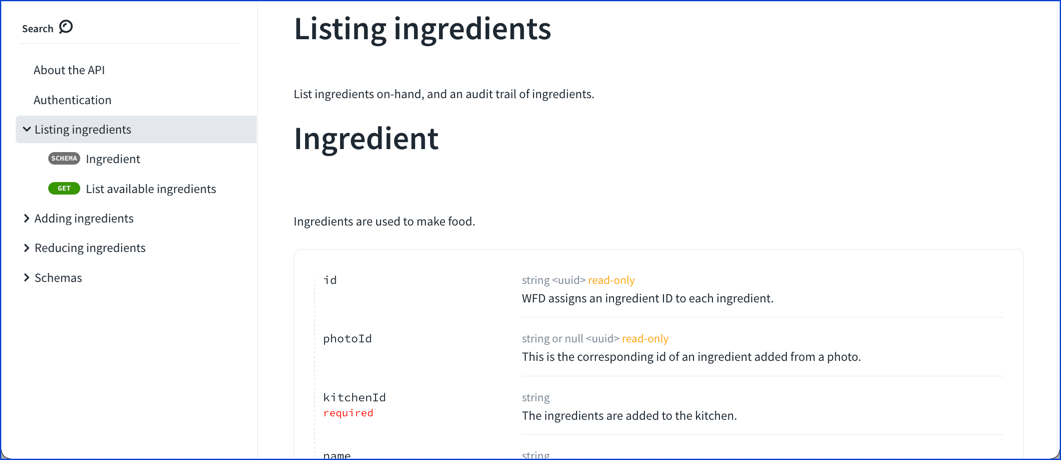 Search
About the API
Authentication
Listing ingredients
SCHEMA Ingredient
GET List available ingredients
Adding ingredients
Reducing ingredients
Schemas
Listing ingredients
List ingredients on-hand, and an audit trail of ingredients.
Ingredient
Ingredients are used to make food.
id string <uuid> read-only
WFD assigns an ingredient ID to each ingredient.
photoId string or null <uuid> read-only
This is the corresponding id of an ingredient added from a photo.
kitchenId string
required The ingredients are added to the kitchen.
name string